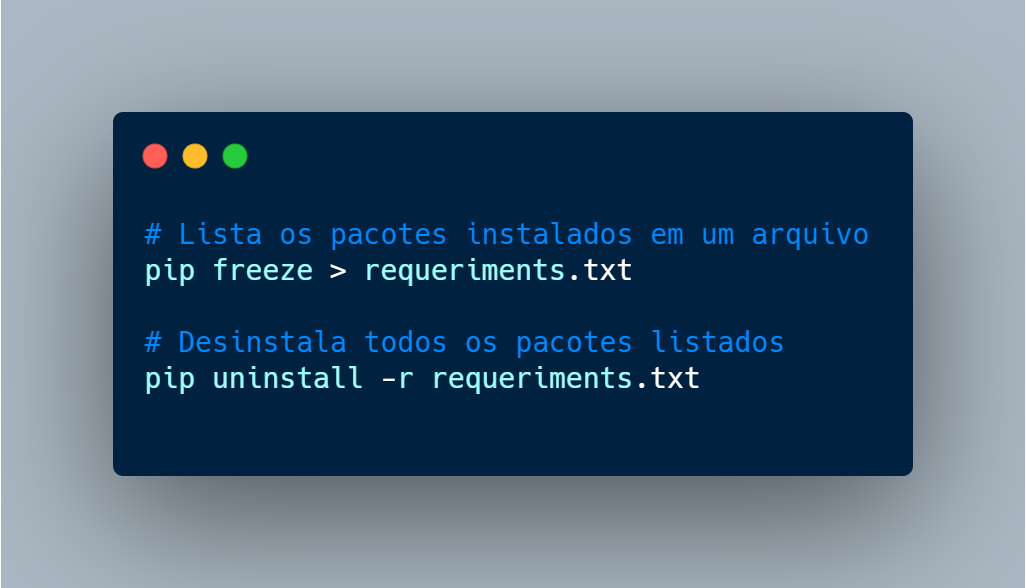 # Lista os pacotes instalados em um arquivo
pip freeze > requeriments.txt
# Desinstala todos os pacotes listados
pip uninstall -r requeriments.txt